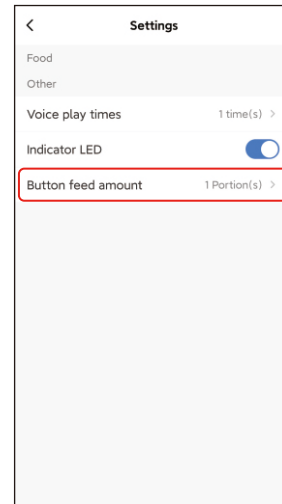 Settings
Food
Other
Voice play times 1 time(s)
Indicator LED
Button feed amount 1 Portion(s)